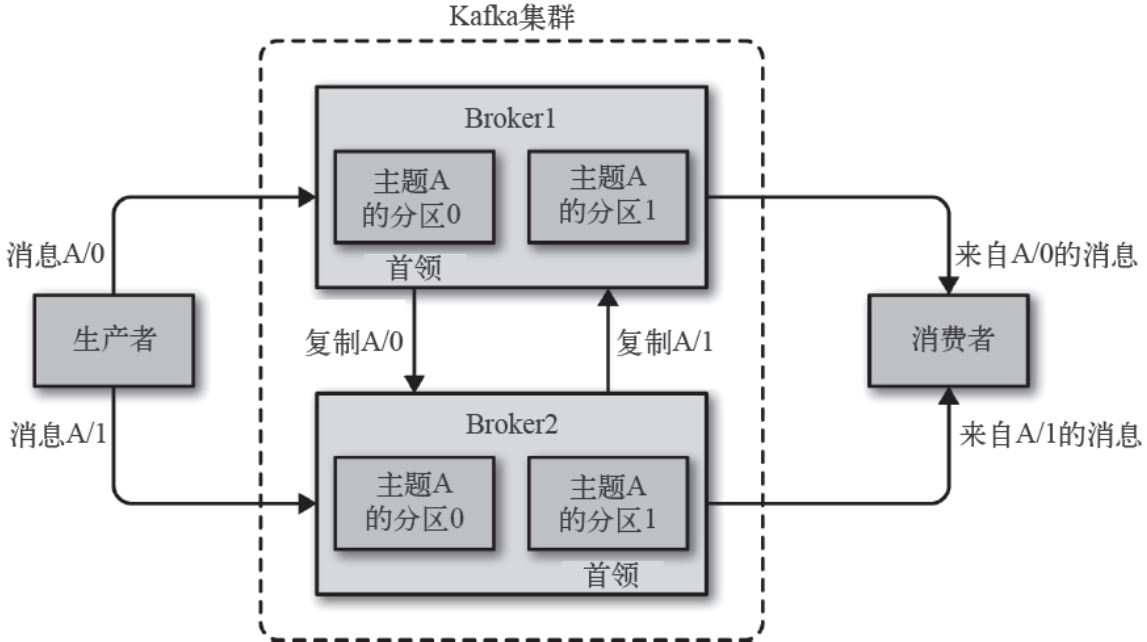 Kafka集群
Broker1
主题A
的分区0
主题A
的分区1
首领
消息A/0
来自A/0的消息
生产者
复制A/0
复制A/1
消费者
消息A/1
来自A/1的消息
Broker2
主题A
的分区0
主题A
的分区1
首领